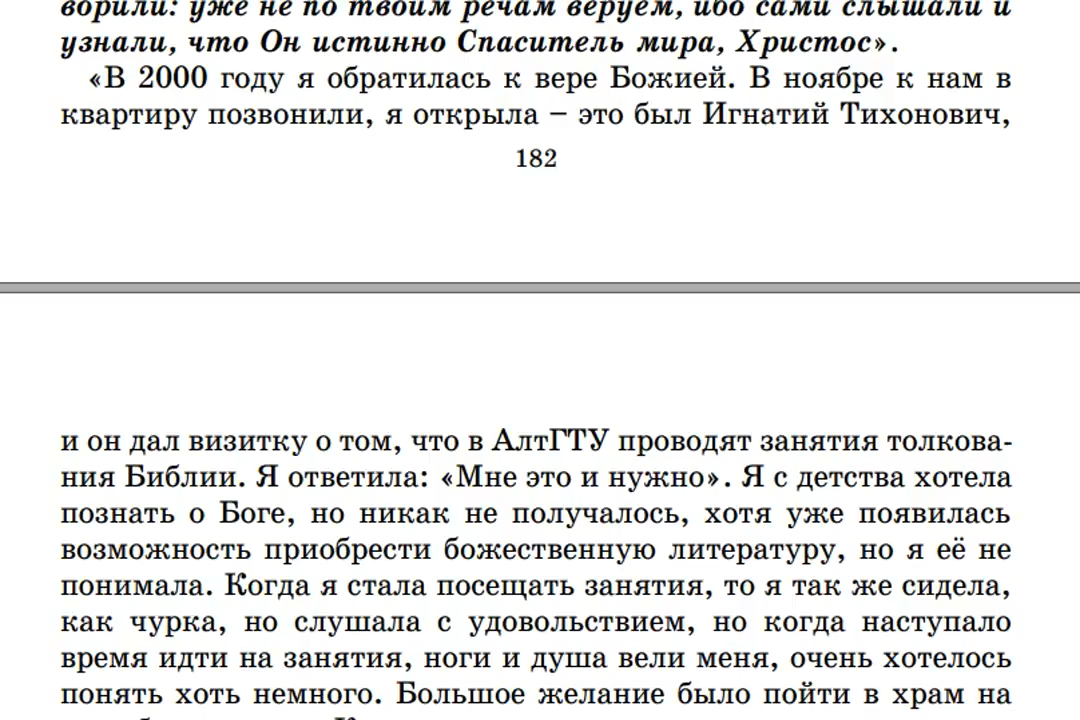 ворили: уже не по твоим речам веруем, ибо сами слышали и
узнали, что Он истинно Спаситель мира, Христос».
«В 2000 году я обратилась к вере Божией. В ноябре к нам в
квартиру позвонили, я открыла – это был Игнатий Тихонович,
182
и он дал визитку о том, что в АлтГТУ проводят занятия толкова-
ния Библии. Я ответила: «Мне это и нужно». Я с детства хотела
познать о Боге, но никак не получалось, хотя уже появилась
возможность приобрести божественную литературу, но я её не
понимала. Когда я стала посещать занятия, то я так же сидела,
как чурка, но слушала с удовольствием, но когда наступало
время идти на занятия, ноги и душа вели меня, очень хотелось
понять хоть немного. Большое желание было пойти в храм на